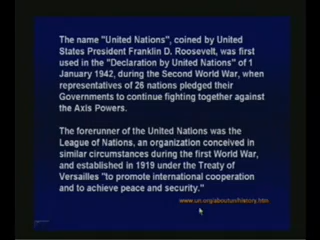 The name "United Nations", coined by United
States President Franklin D. Roosevelt, was first
used in the "Declaration by United Nations" of 1
January 1942, during the Second World War, when
representatives of 26 nations pledged their
Governments to continue fighting together against
the Axis Powers.
The forerunner of the United Nations was the
League of Nations, an organization conceived in
similar circumstances during the first World War,
and established in 1919 under the Treaty of
Versailles "to promote international cooperation
and to achieve peace and security."
www.un.org/aboutun/history.htm